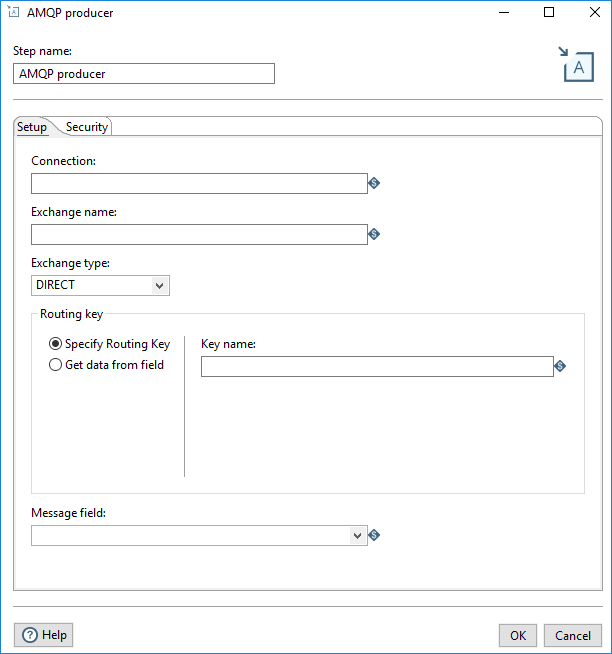 AMQP producer
Step name:
AMQP producer
A
Setup Security
Connection:
S
Exchange name:
S
Exchange type:
DIRECT
Routing key
Specify Routing Key Key name:
Get data from field
S
Message field:
S
? Help OK Cancel